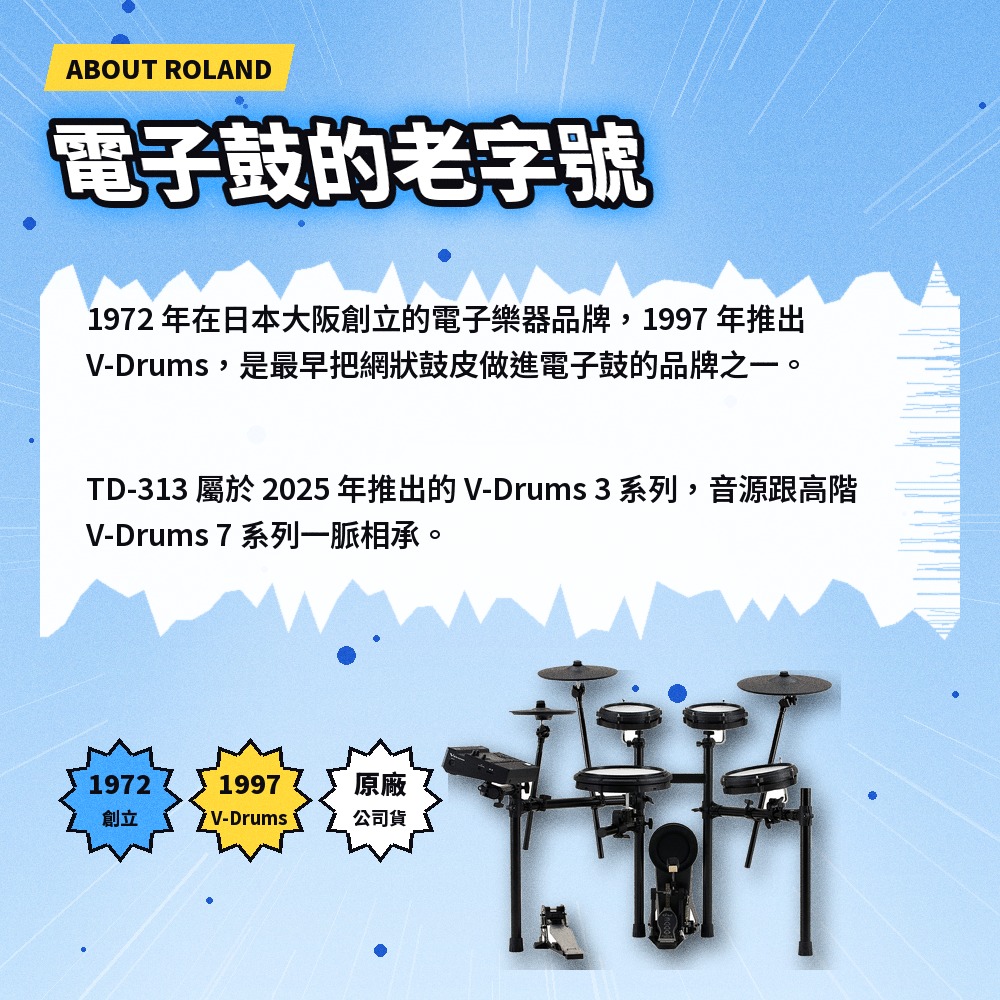 ABOUT ROLAND
電子鼓的老字號
1972 年在日本大阪創立的電子樂器品牌，1997 年推出
V-Drums，是最早把網狀鼓皮做進電子鼓的品牌之一。
TD-313 屬於 2025 年推出的 V-Drums 3 系列，音源跟高階
V-Drums 7 系列一脈相承。
1972
創立
1997
V-Drums
原廠
公司貨